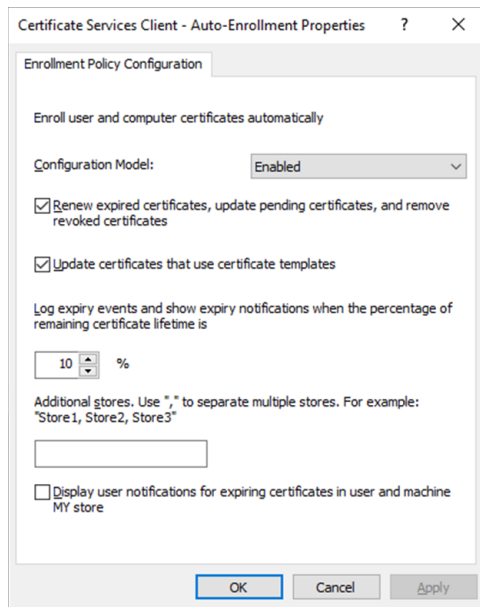 Certificate Services Client - Auto-Enrollment Properties ? ×
Enrollment Policy Configuration
Enroll user and computer certificates automatically
Configuration Model: Enabled
Renew expired certificates, update pending certificates, and remove
revoked certificates
Update certificates that use certificate templates
Log expiry events and show expiry notifications when the percentage of
remaining certificate lifetime is
10 %
Additional stores. Use "," to separate multiple stores. For example:
"Store1, Store2, Store3"
Display user notifications for expiring certificates in user and machine
MY store
OK Cancel Apply